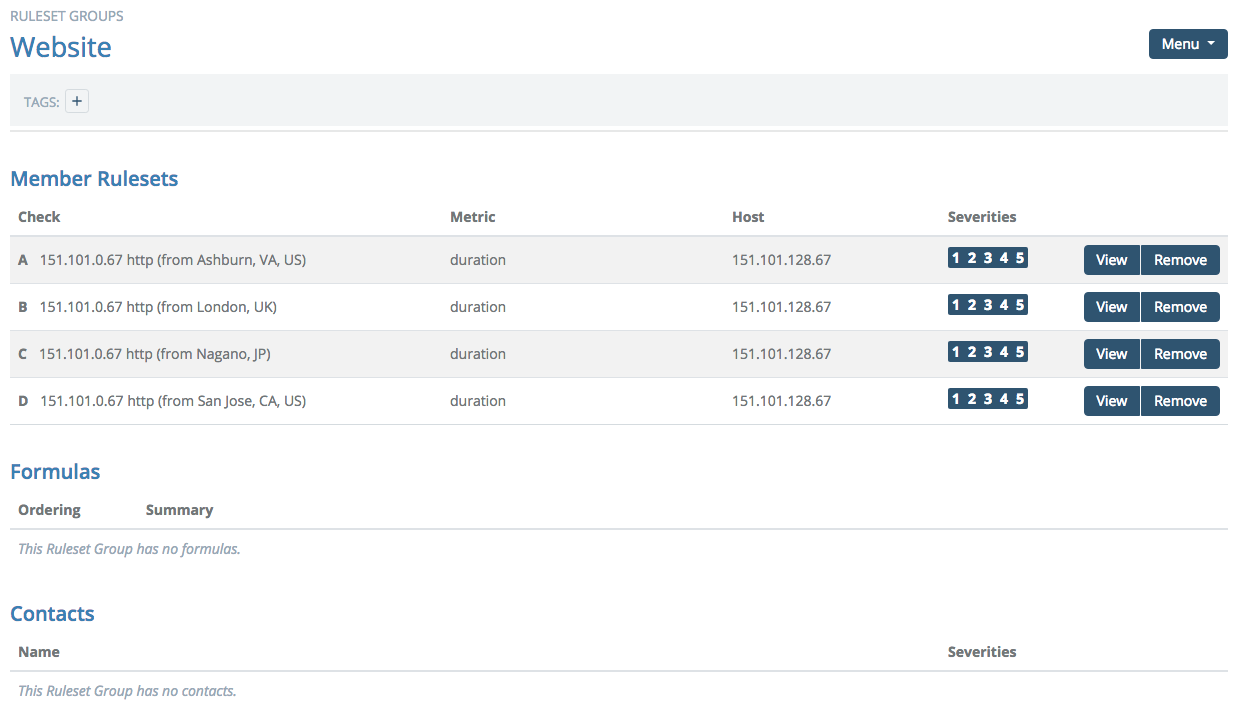 RULESET GROUPS
Website
Menu
TAGS: +
Member Rulesets
Check Metric Host Severities
A 151.101.0.67 http (from Ashburn, VA, US) duration 151.101.128.67 1 2 3 4 5 View Remove
B 151.101.0.67 http (from London, UK) duration 151.101.128.67 1 2 3 4 5 View Remove
C 151.101.0.67 http (from Nagano, JP) duration 151.101.128.67 1 2 3 4 5 View Remove
D 151.101.0.67 http (from San Jose, CA, US) duration 151.101.128.67 1 2 3 4 5 View Remove
Formulas
Ordering Summary
This Ruleset Group has no formulas.
Contacts
Name Severities
This Ruleset Group has no contacts.